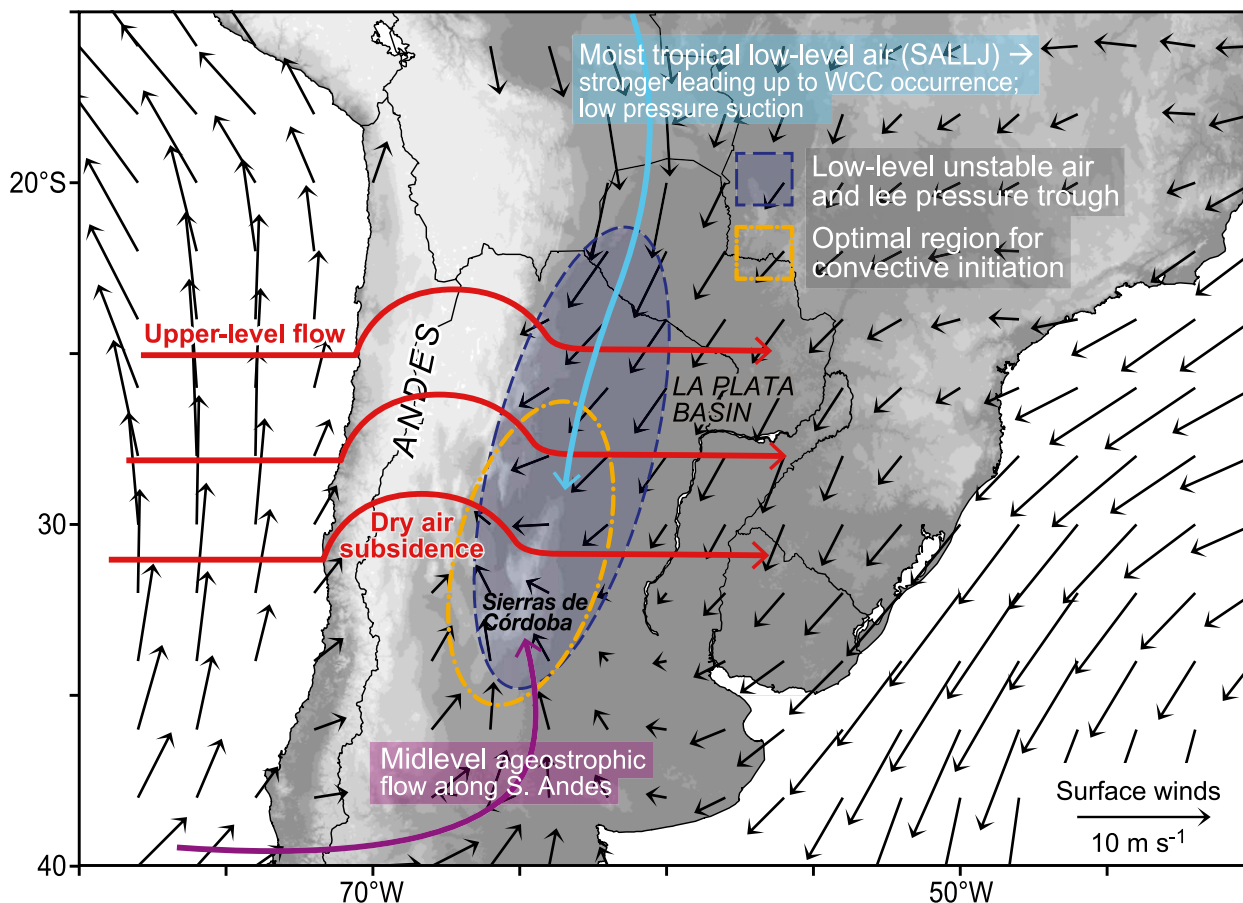 Moist tropical low-level air (SALLJ) →
stronger leading up to WCC occurrence;
low pressure suction
20°S
Low-level unstable air
and lee pressure trough
Optimal region for
convective initiation
Upper-level flow
ANDES
LA PLATA
BASIN
30
Dry air
subsidence
Sierras de
Córdoba
Midlevel ageostrophic
flow along S. Andes
Surface winds
10 m s⁻¹
40
70°W
50°W